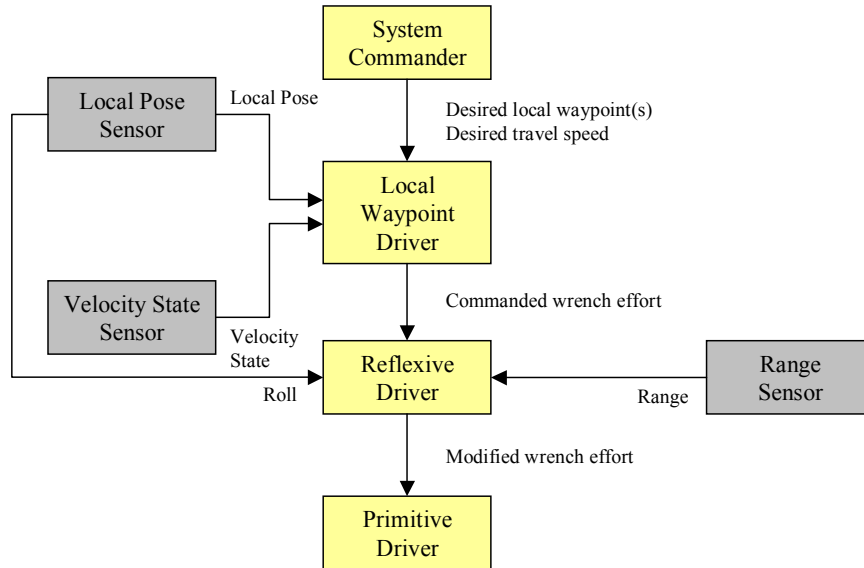 System
Commander
Local Pose
Sensor
Local Pose
Desired local waypoint(s)
Desired travel speed
Local
Waypoint
Driver
Velocity State
Sensor
Velocity
State
Commanded wrench effort
Reflexive
Driver
Roll
Range
Range
Sensor
Modified wrench effort
Primitive
Driver